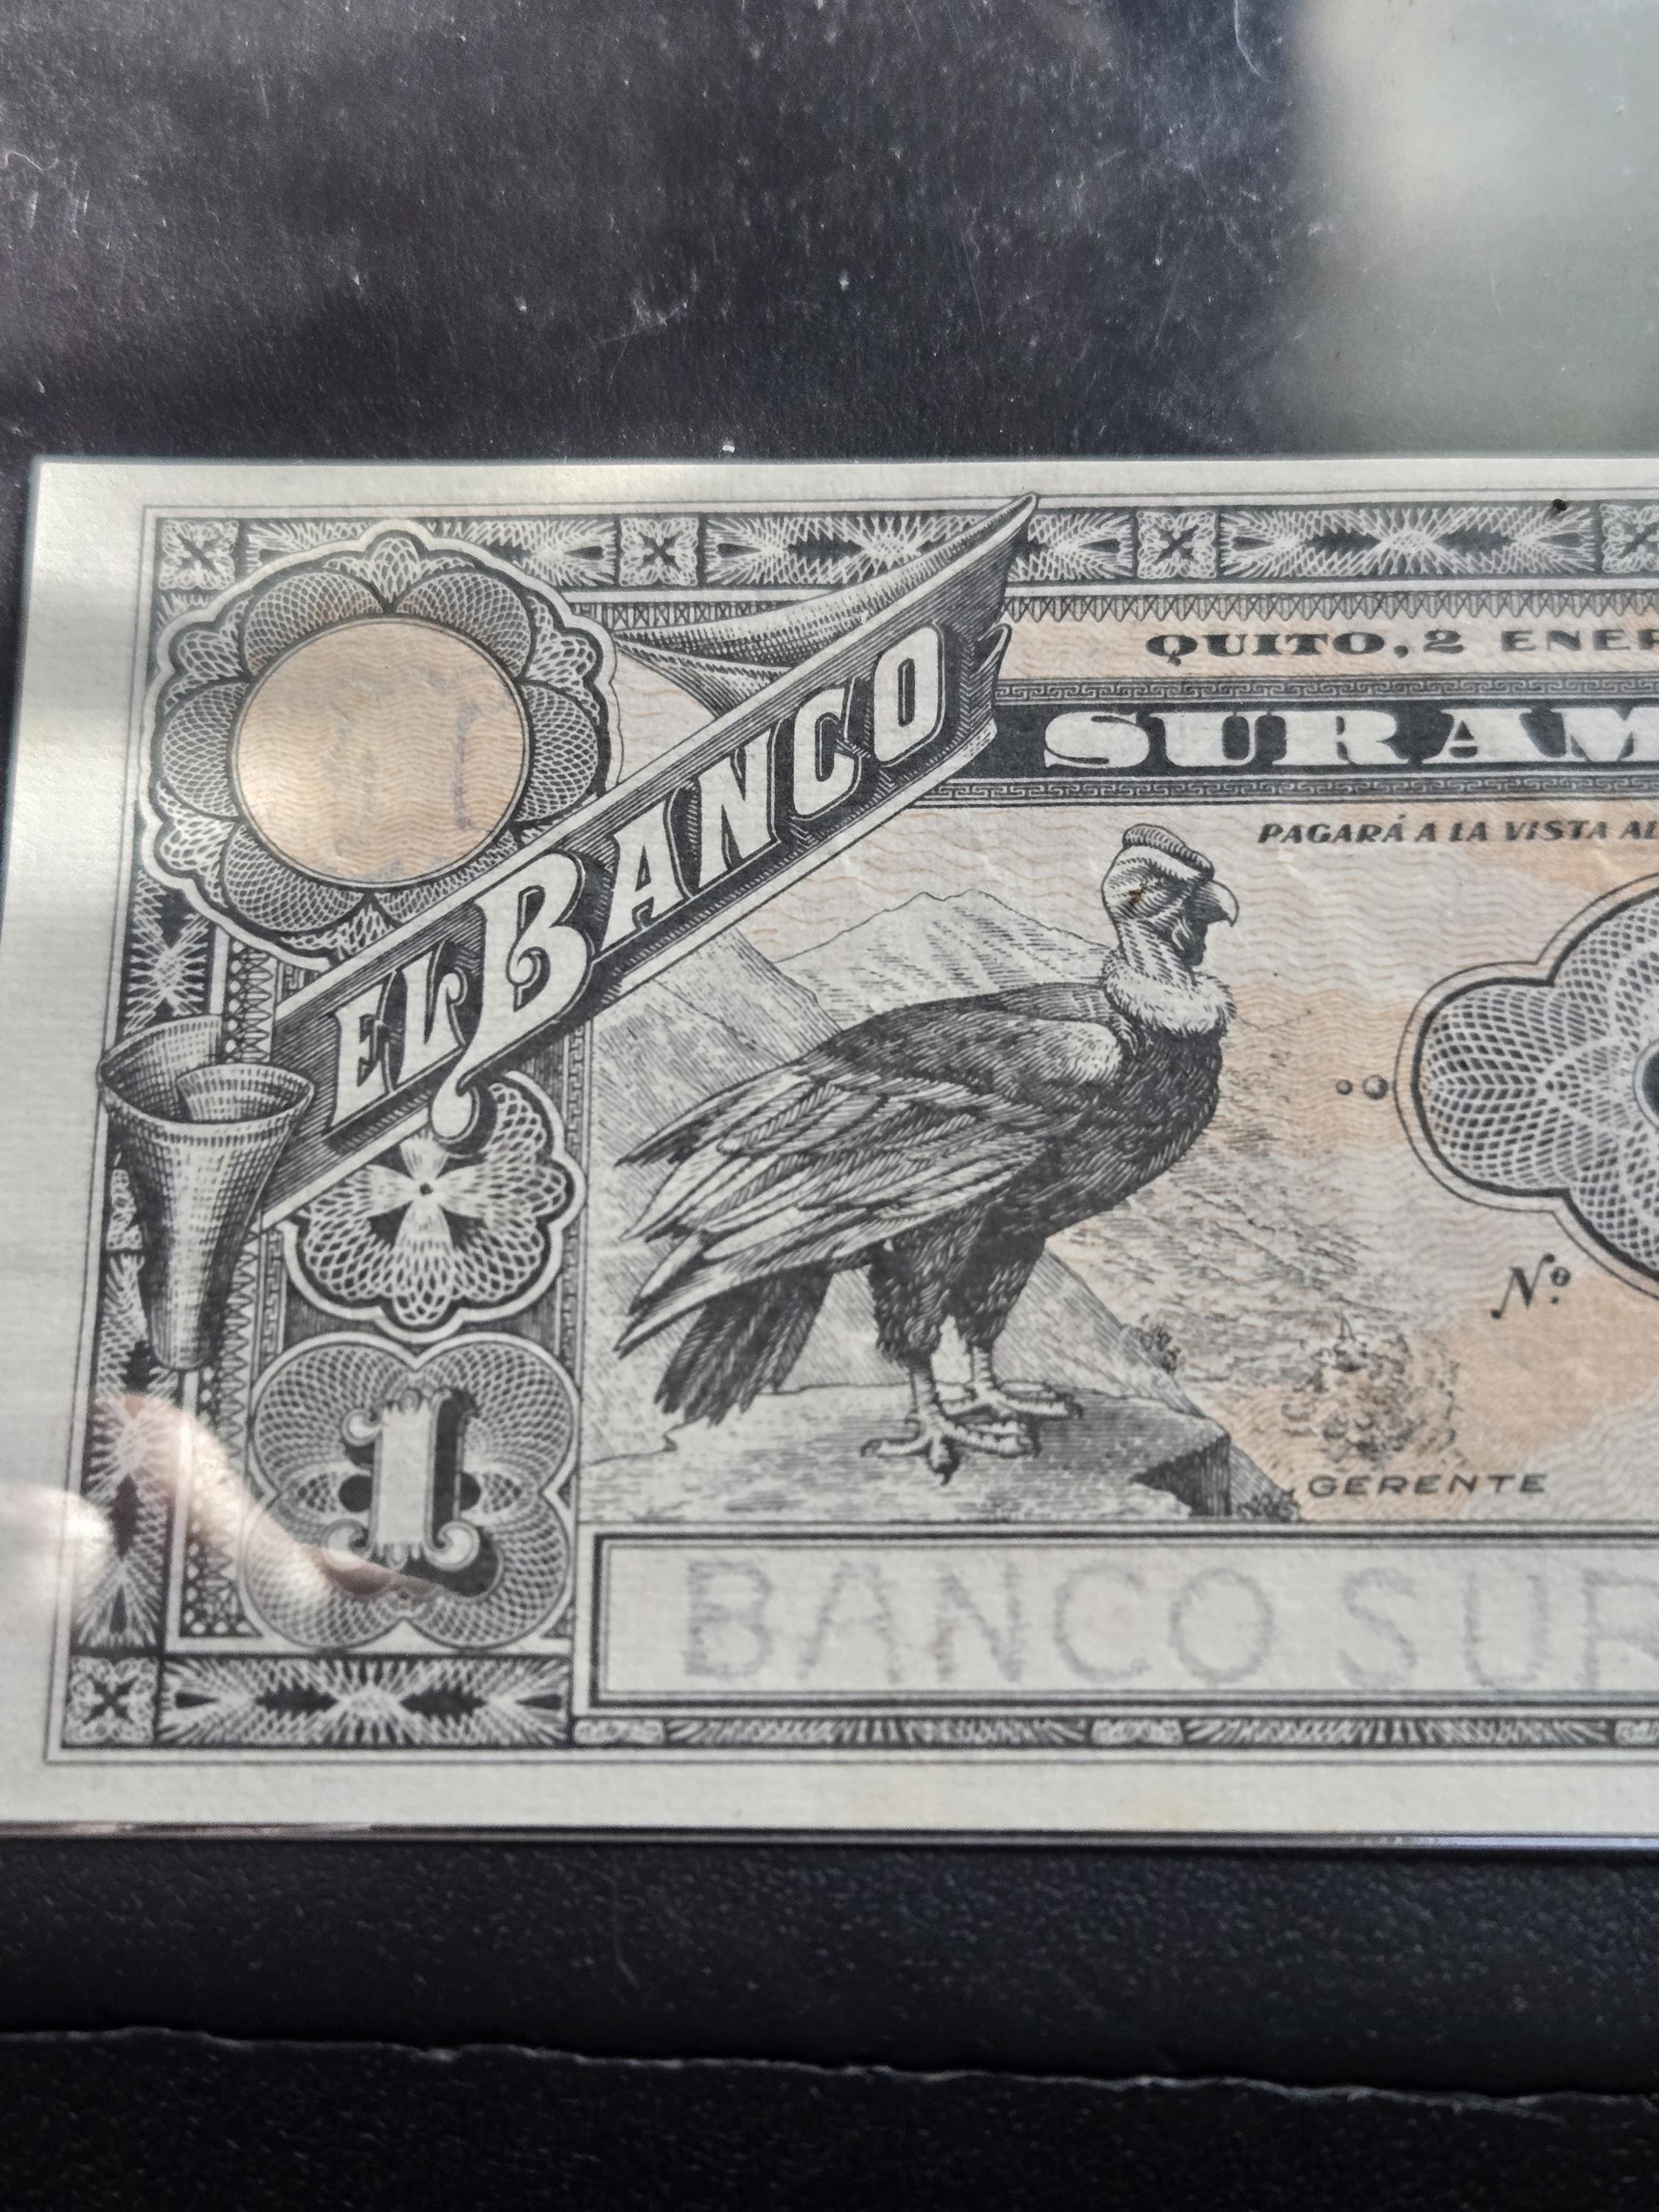 EL BANCO
QUITO, 2 ENER
SURAM
PAGARÁ A LA VISTA AL
Nº
GERENTE
1
BANCO SUR